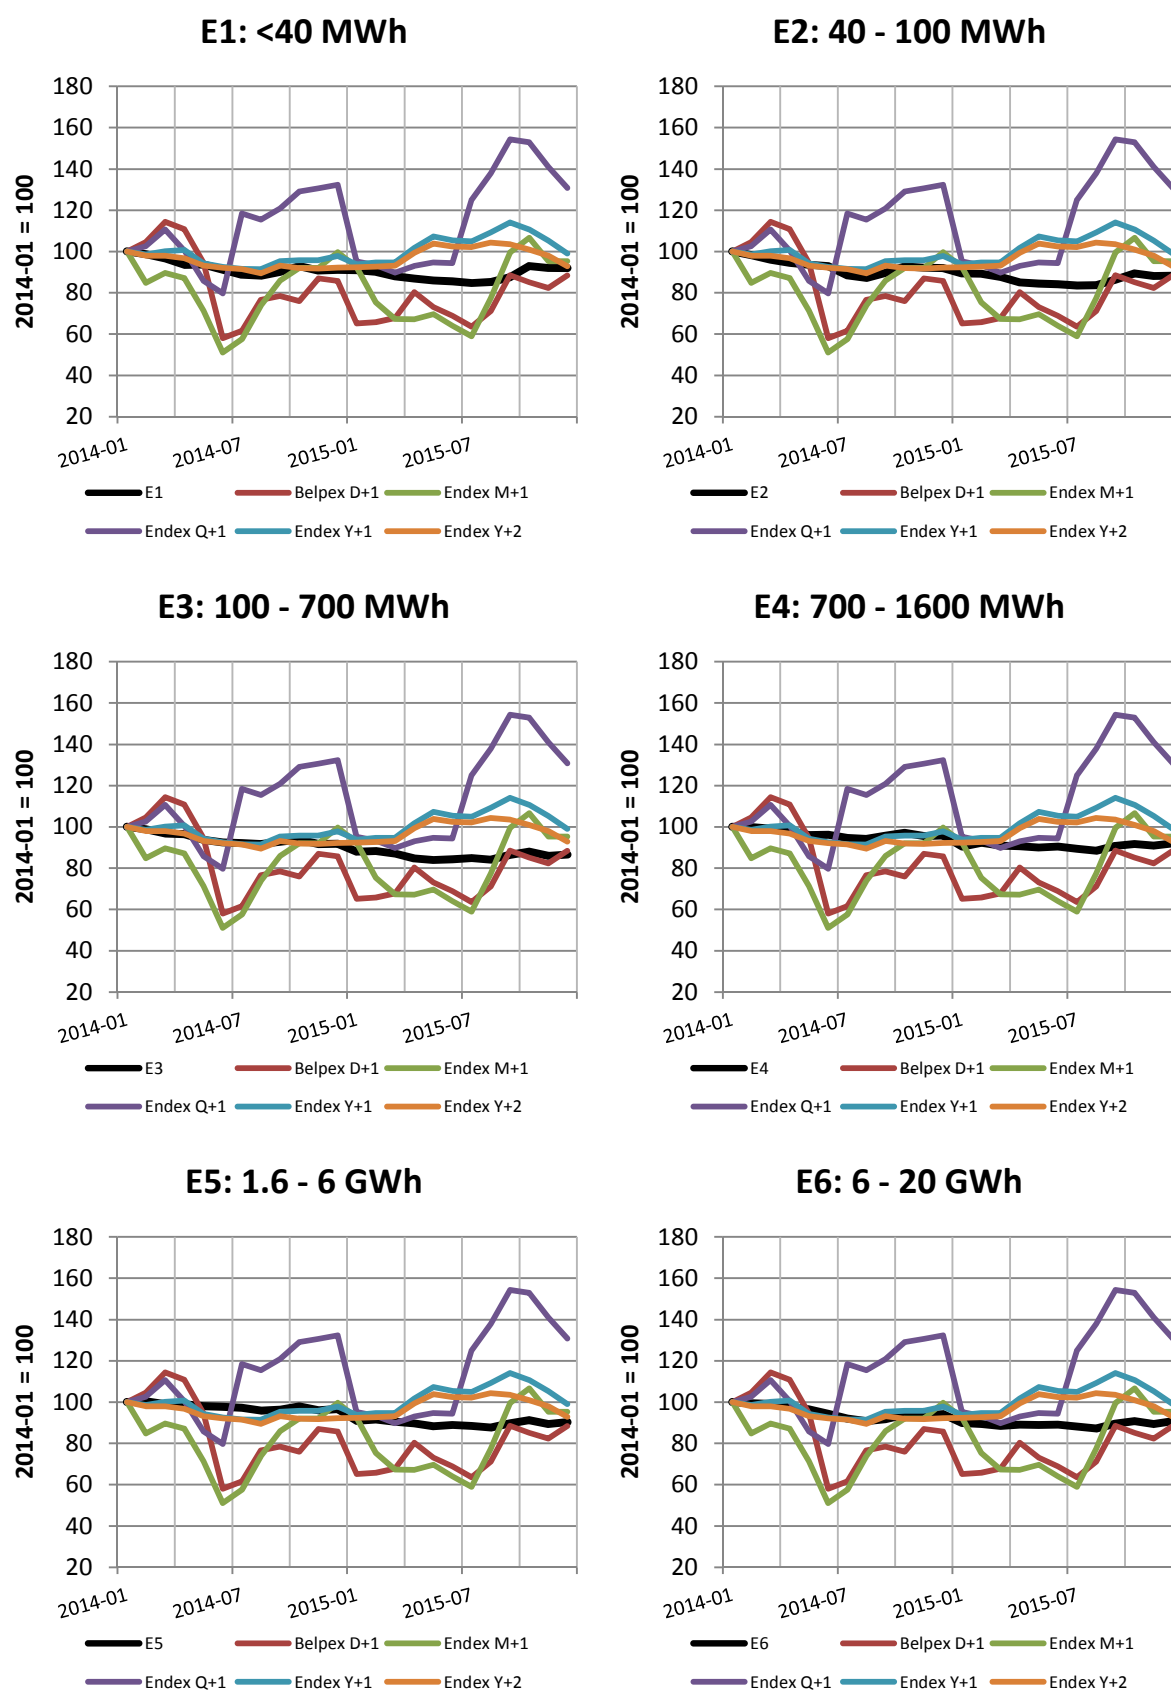 E1: <40 MWh
E2: 40 - 100 MWh
2014-01 = 100
180
160
140
120
100
80
60
40
20
2014-01
2014-07
2015-01
2015-07
E1
Belpex D+1
Endex M+1
Endex Q+1
Endex Y+1
Endex Y+2
2014-01 = 100
180
160
140
120
100
80
60
40
20
2014-01
2014-07
2015-01
2015-07
E2
Belpex D+1
Endex M+1
Endex Q+1
Endex Y+1
Endex Y+2
E3: 100 - 700 MWh
E4: 700 - 1600 MWh
2014-01 = 100
180
160
140
120
100
80
60
40
20
2014-01
2014-07
2015-01
2015-07
E3
Belpex D+1
Endex M+1
Endex Q+1
Endex Y+1
Endex Y+2
2014-01 = 100
180
160
140
120
100
80
60
40
20
2014-01
2014-07
2015-01
2015-07
E4
Belpex D+1
Endex M+1
Endex Q+1
Endex Y+1
Endex Y+2
E5: 1.6 - 6 GWh
E6: 6 - 20 GWh
2014-01 = 100
180
160
140
120
100
80
60
40
20
2014-01
2014-07
2015-01
2015-07
E5
Belpex D+1
Endex M+1
Endex Q+1
Endex Y+1
Endex Y+2
2014-01 = 100
180
160
140
120
100
80
60
40
20
2014-01
2014-07
2015-01
2015-07
E6
Belpex D+1
Endex M+1
Endex Q+1
Endex Y+1
Endex Y+2